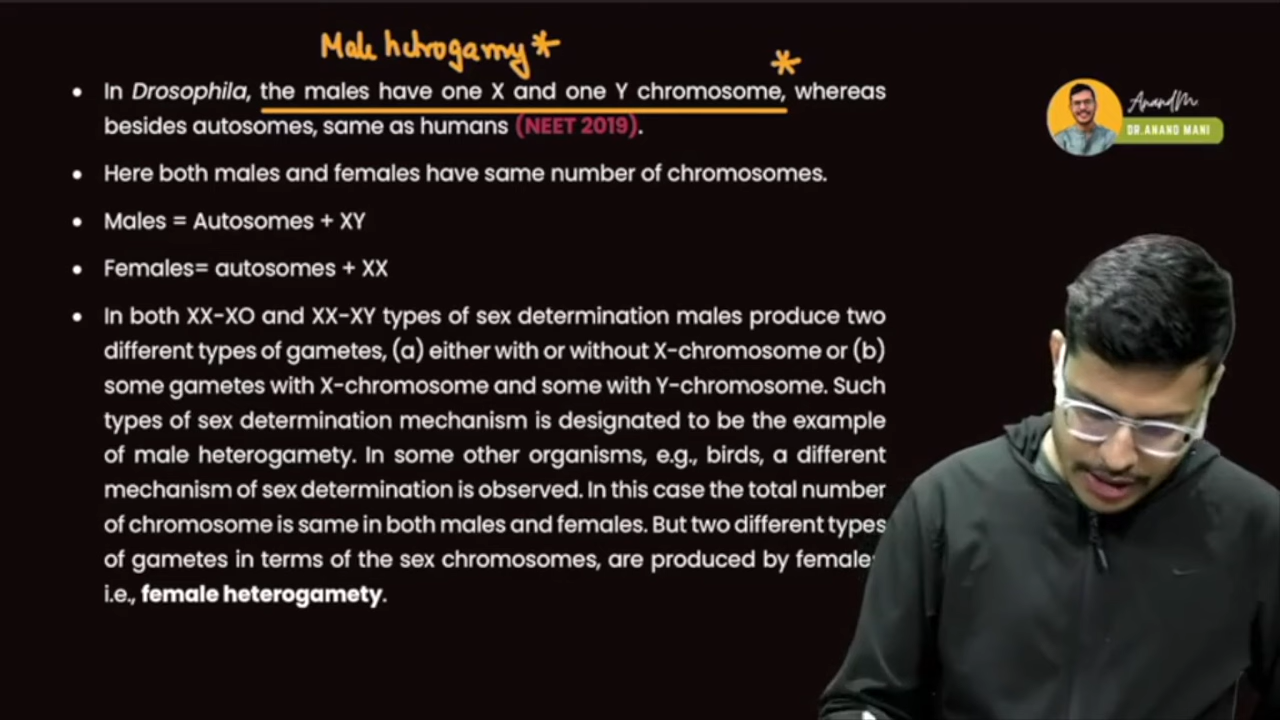 Male hetrogamy*
*
• In Drosophila, the males have one X and one Y chromosome, whereas
besides autosomes, same as humans (NEET 2019).
• Here both males and females have same number of chromosomes.
• Males = Autosomes + XY
• Females= autosomes + XX
• In both XX-XO and XX-XY types of sex determination males produce two
different types of gametes, (a) either with or without X-chromosome or (b)
some gametes with X-chromosome and some with Y-chromosome. Such
types of sex determination mechanism is designated to be the example
of male heterogamety. In some other organisms, e.g., birds, a different
mechanism of sex determination is observed. In this case the total number
of chromosome is same in both males and females. But two different types
of gametes in terms of the sex chromosomes, are produced by females
i.e., female heterogamety.
AnandM.
DR.ANAND MANI